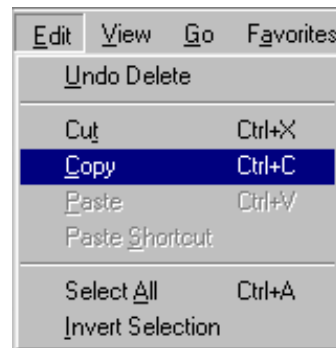 Edit View Go Favorites
Undo Delete
Cut Ctrl+X
Copy Ctrl+C
Paste Ctrl+V
Paste Shortcut
Select All Ctrl+A
Invert Selection